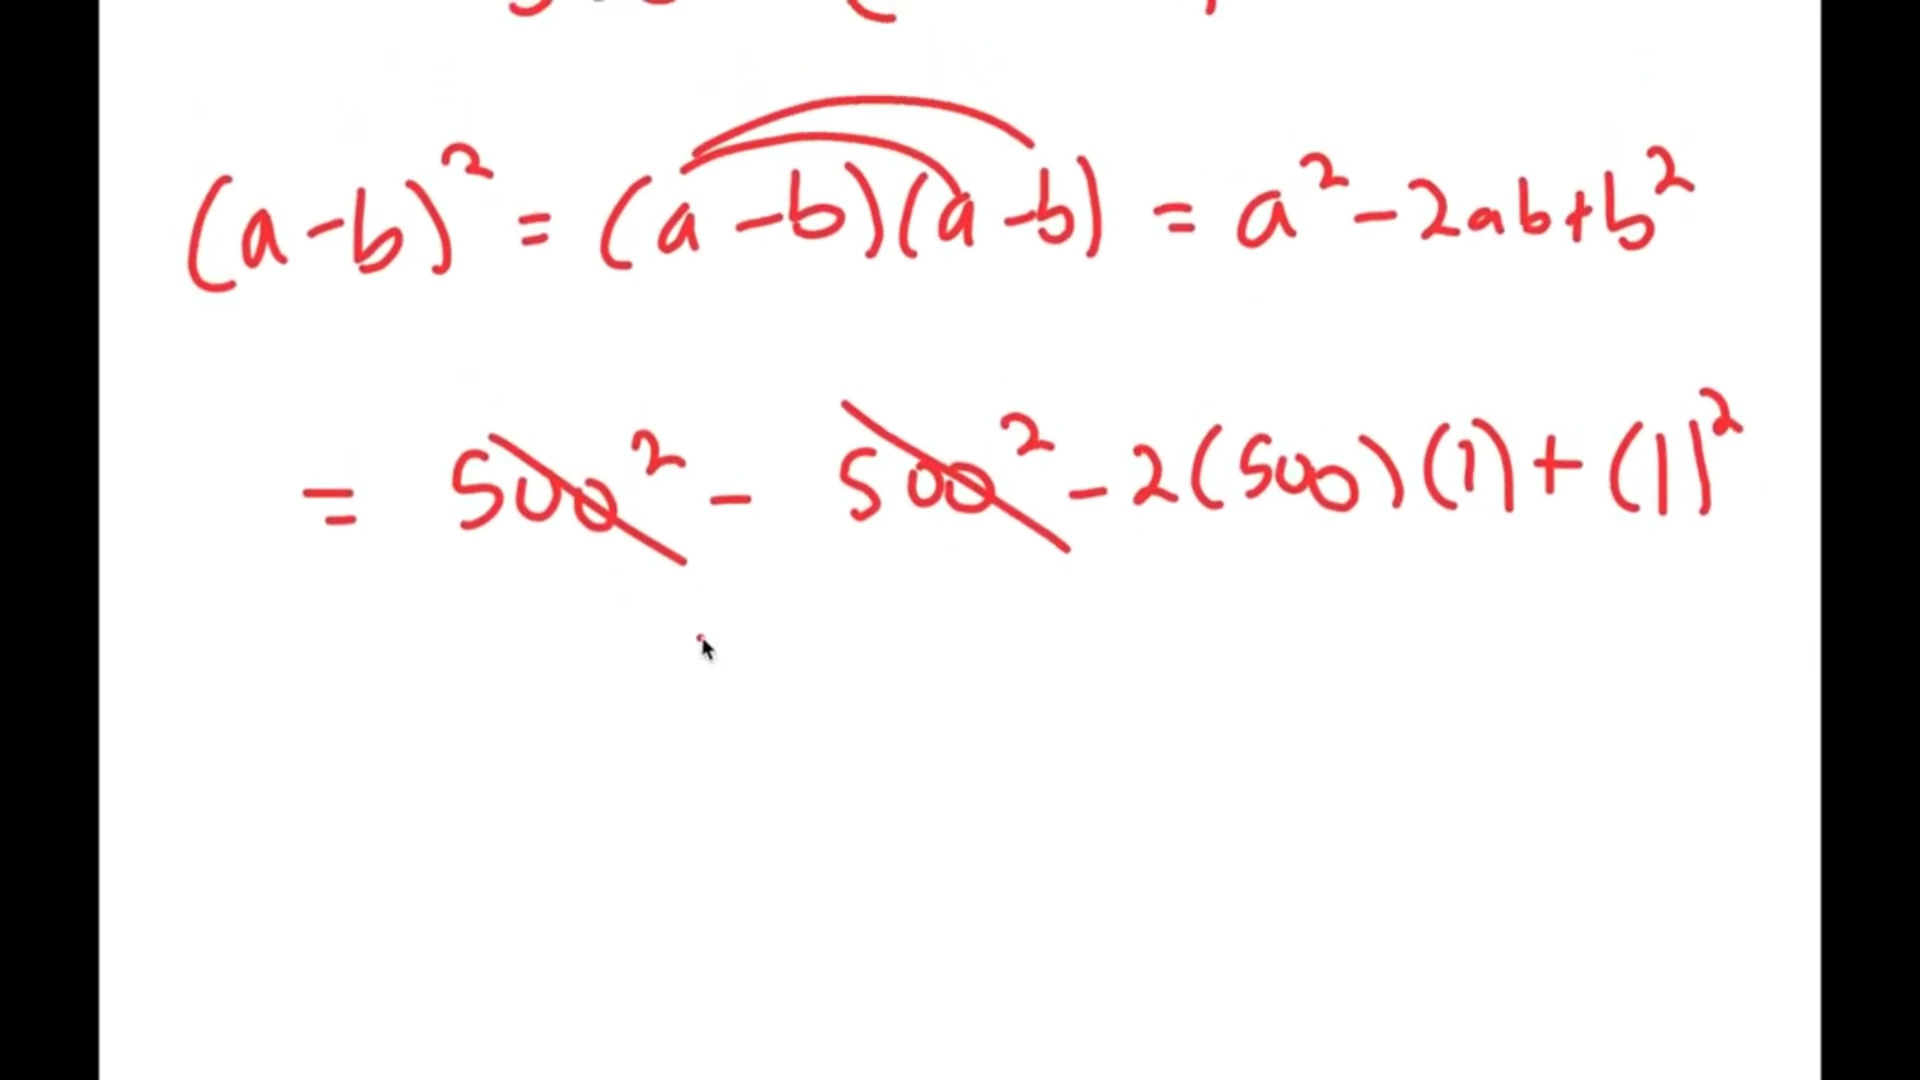 (a-b)² = (a-b)(a-b) = a²-2ab+b²
= 500² - 500² - 2(500)(1) + (1)²